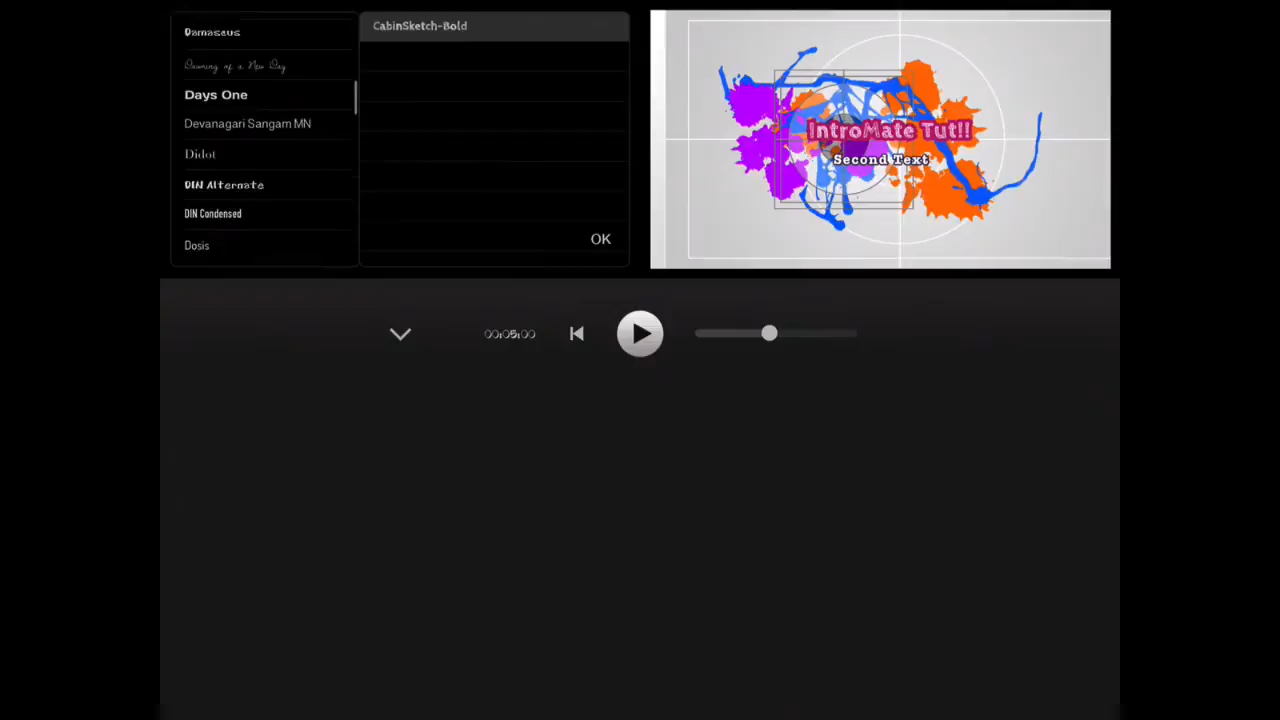 Damascus
Dawning of a New Day
Days One
Devanagari Sangam MN
Didot
DIN Alternate
DIN Condensed
Dosis
CabinSketch-Bold
OK
IntroMate Tut!!
Second Text
00:05:00